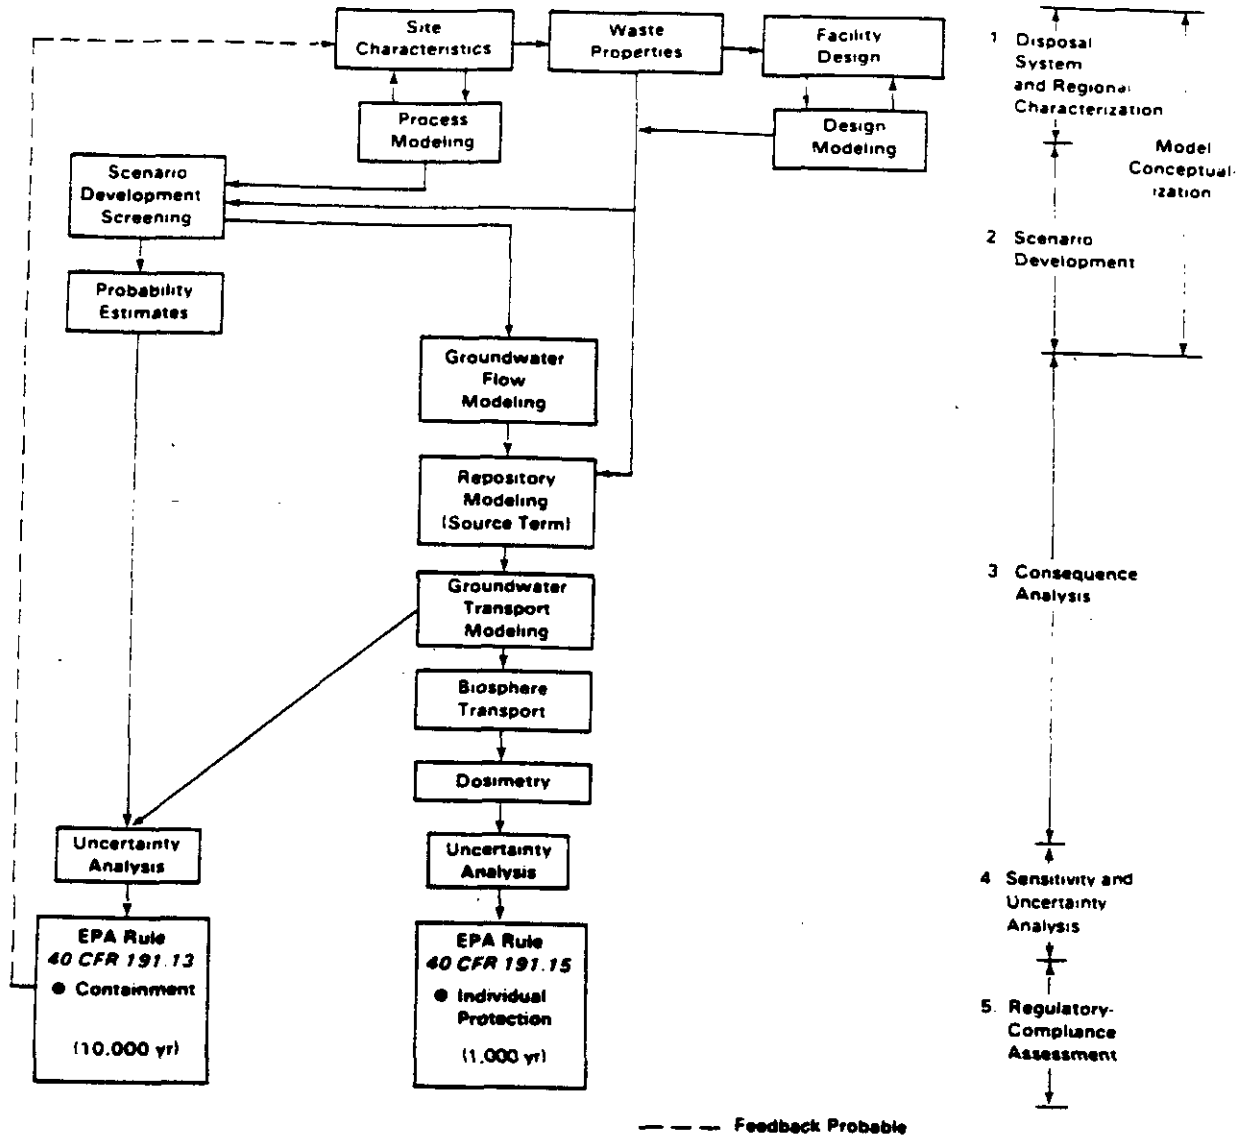 Site
Characteristics
Waste
Properties
Facility
Design
Process
Modeling
Design
Modeling
Scenario
Development
Screening
Probability
Estimates
Groundwater
Flow
Modeling
Repository
Modeling
(Source Term)
Groundwater
Transport
Modeling
Biosphere
Transport
Dosimetry
Uncertainty
Analysis
Uncertainty
Analysis
EPA Rule
40 CFR 191.13
● Containment
(10.000 yr)
EPA Rule
40 CFR 191.15
● Individual
Protection
(1.000 yr)
1 Disposal
System
and Regional
Characterization
Model
Conceptual-
ization
2 Scenario
Development
3 Consequence
Analysis
4 Sensitivity and
Uncertainty
Analysis
5. Regulatory-
Compliance
Assessment
Feedback Probable